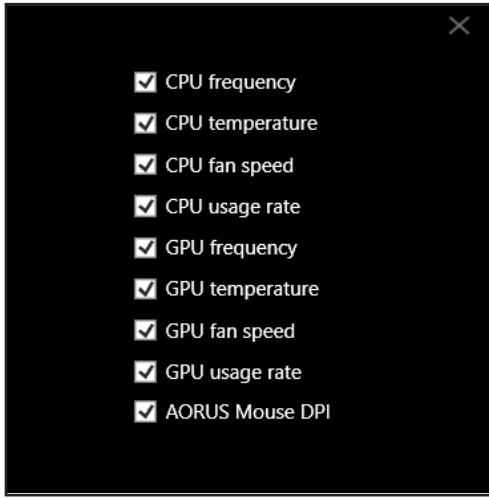 CPU frequency
CPU temperature
CPU fan speed
CPU usage rate
GPU frequency
GPU temperature
GPU fan speed
GPU usage rate
AORUS Mouse DPI